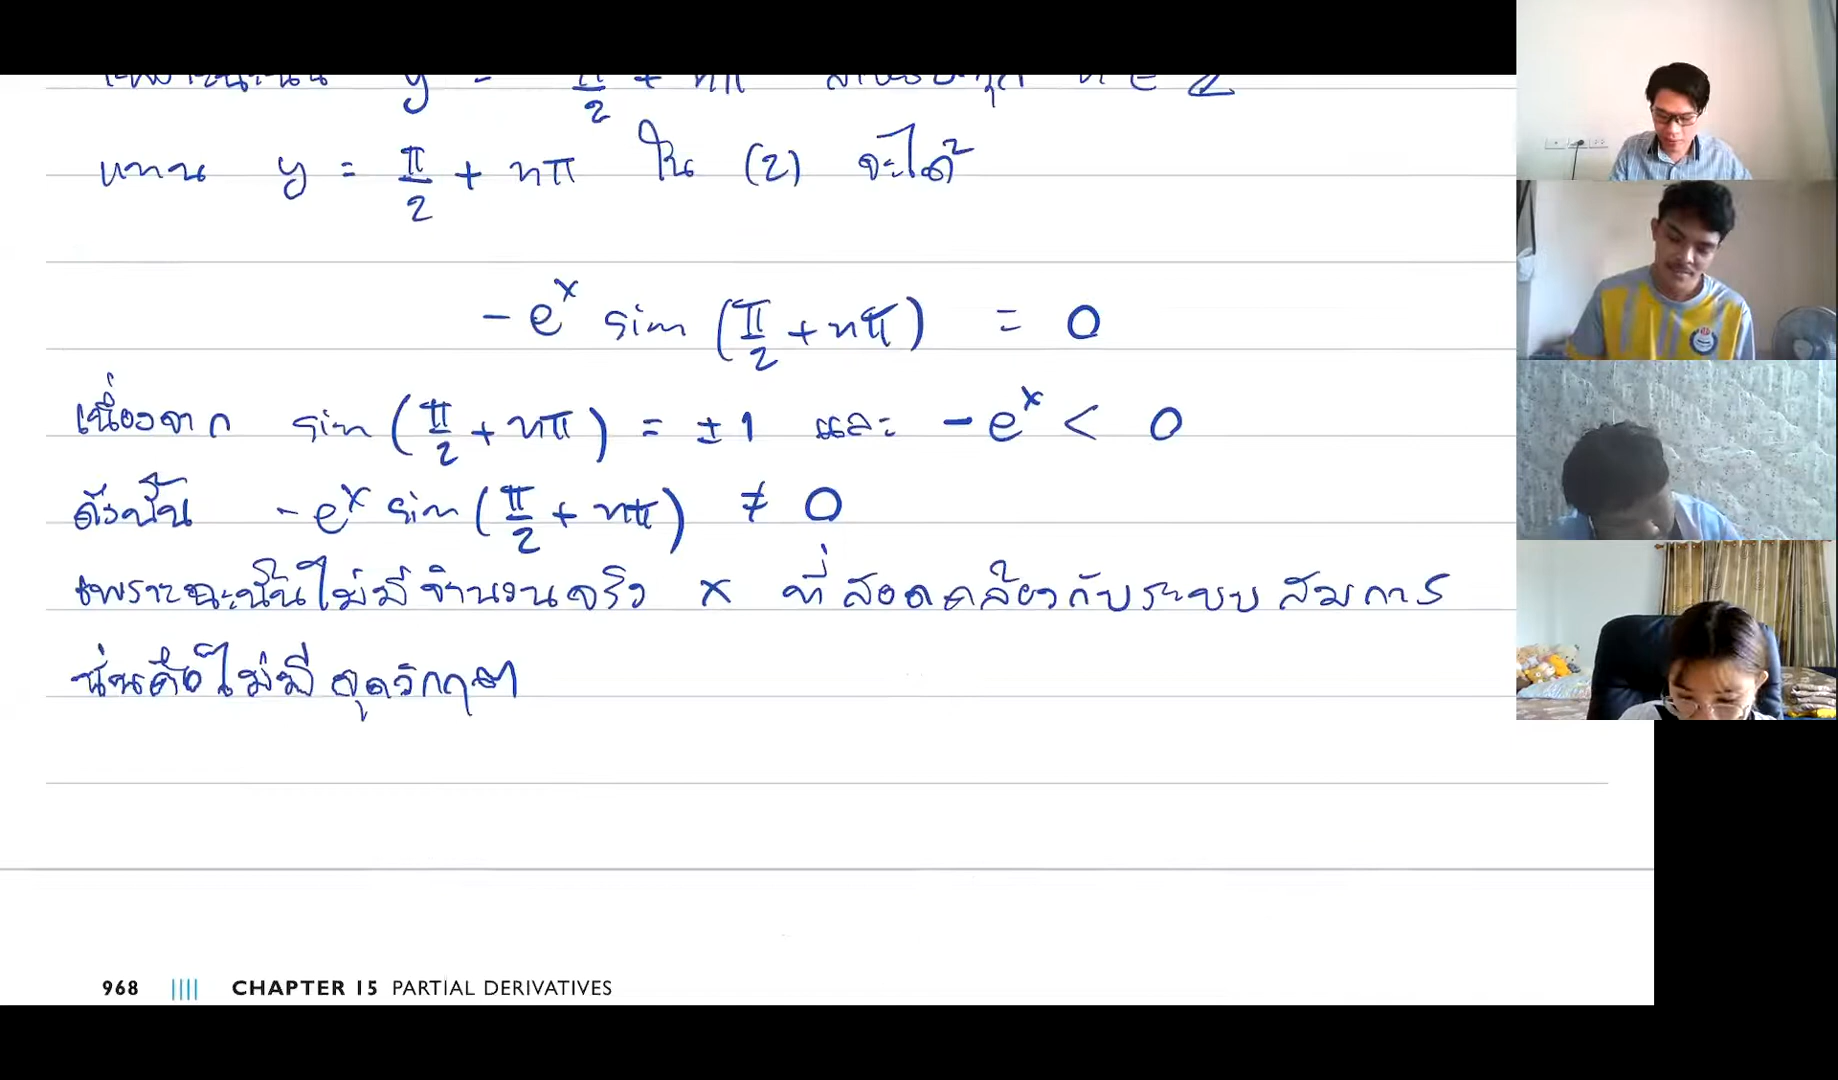 y = π/2 + nπ n ∈ ℤ
แทน y = π/2 + nπ ใน (2) จะได้
-e^x sin (π/2 + nπ) = 0
เนื่องจาก sin (π/2 + nπ) = ±1 และ -e^x < 0
ดังนั้น -e^x sin (π/2 + nπ) ≠ 0
เพราะฉะนั้นไม่มีจำนวนจริง x ที่สอดคล้องกับระบบสมการ
นั่นคือไม่มีจุดวิกฤต
968 CHAPTER 15 PARTIAL DERIVATIVES